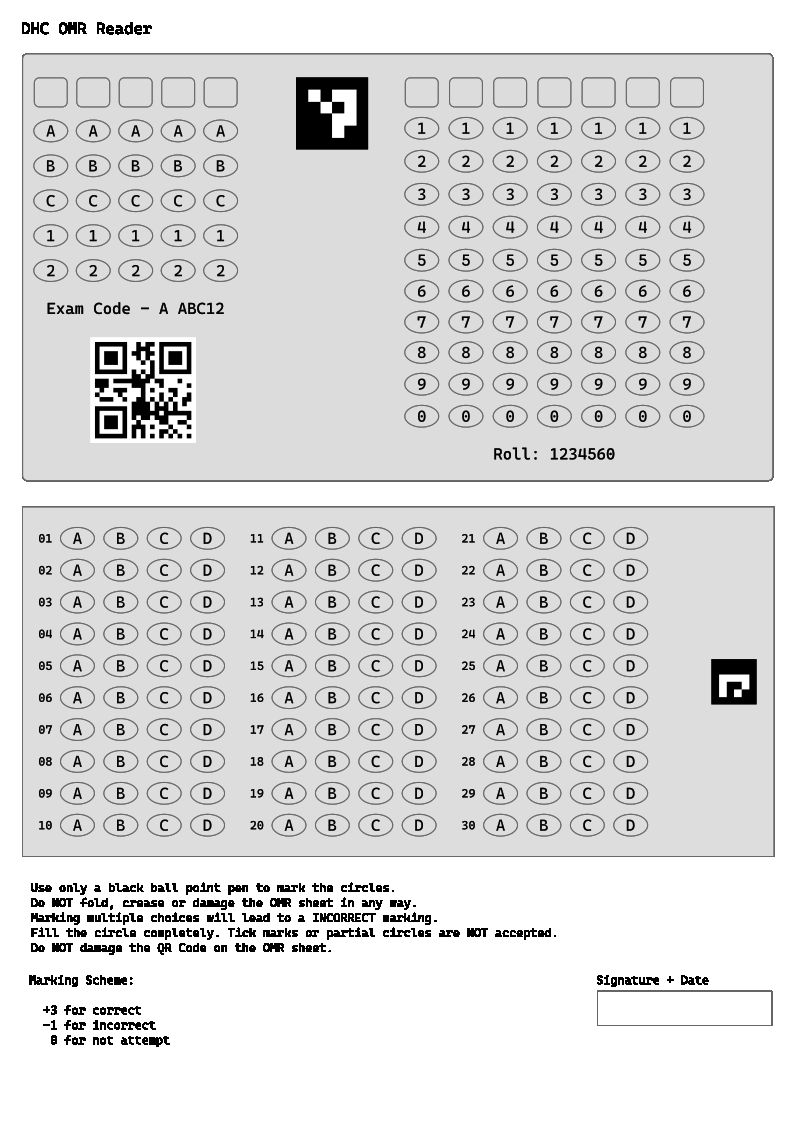 DHC OMR Reader
A A A A A
B B B B B
C C C C C
1 1 1 1 1
2 2 2 2 2
Exam Code - A ABC12
1 1 1 1 1 1 1
2 2 2 2 2 2 2
3 3 3 3 3 3 3
4 4 4 4 4 4 4
5 5 5 5 5 5 5
6 6 6 6 6 6 6
7 7 7 7 7 7 7
8 8 8 8 8 8 8
9 9 9 9 9 9 9
0 0 0 0 0 0 0
Roll: 1234560
01 A B C D 11 A B C D 21 A B C D
02 A B C D 12 A B C D 22 A B C D
03 A B C D 13 A B C D 23 A B C D
04 A B C D 14 A B C D 24 A B C D
05 A B C D 15 A B C D 25 A B C D
06 A B C D 16 A B C D 26 A B C D
07 A B C D 17 A B C D 27 A B C D
08 A B C D 18 A B C D 28 A B C D
09 A B C D 19 A B C D 29 A B C D
10 A B C D 20 A B C D 30 A B C D
Use only a black ball point pen to mark the circles.
Do NOT fold, crease or damage the OMR sheet in any way.
Marking multiple choices will lead to a INCORRECT marking.
Fill the circle completely. Tick marks or partial circles are NOT accepted.
Do NOT damage the QR Code on the OMR sheet.
Marking Scheme:
+3 for correct
-1 for incorrect
0 for not attempt
Signature + Date